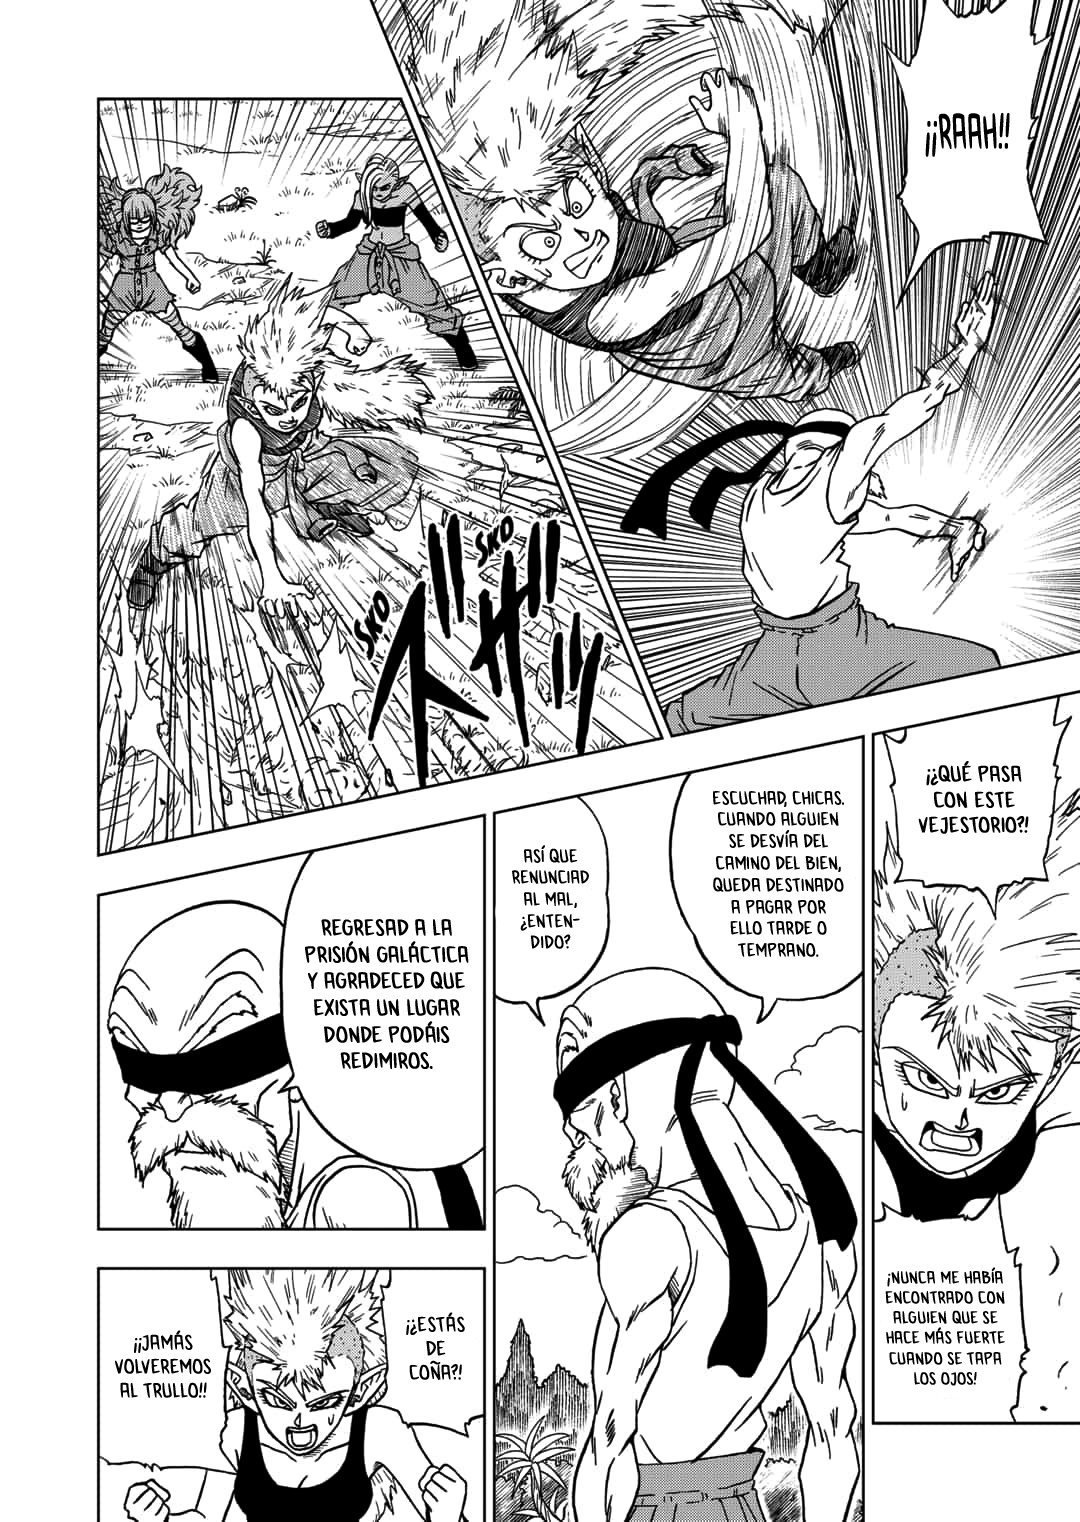 ¡¡RAAH!!
SKO
SKO
ズザザッ
¡¿QUÉ PASA
CON ESTE
VEJESTORIO?!
¡NUNCA ME HABÍA
ENCONTRADO CON
ALGUIEN QUE SE
HACE MÁS FUERTE
CUANDO SE TAPA
LOS OJOS!
ESCUCHAD, CHICAS.
CUANDO ALGUIEN
SE DESVÍA DEL
CAMINO DEL BIEN,
QUEDA DESTINADO
A PAGAR POR
ELLO TARDE O
TEMPRANO.
ASÍ QUE
RENUNCIAD
AL MAL,
¿ENTEN-
DIDO?
REGRESAD A LA
PRISIÓN GALÁCTICA
Y AGRADECED QUE
EXISTA UN LUGAR
DONDE PODÁIS
REDIMIROS.
¡¿ESTÁS
DE
COÑA?!
¡¡JAMÁS
VOLVEREMOS
AL TRULLO!!